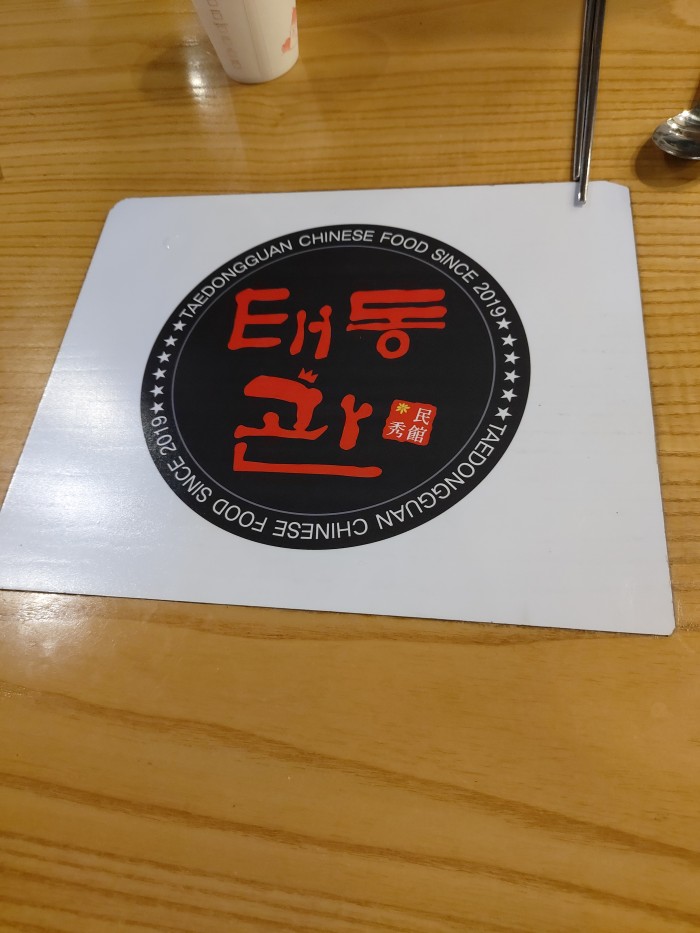 TAEDONGGUAN CHINESE FOOD SINCE 2019
태동
관
民
秀館
TAEDONGGUAN CHINESE FOOD SINCE 2019